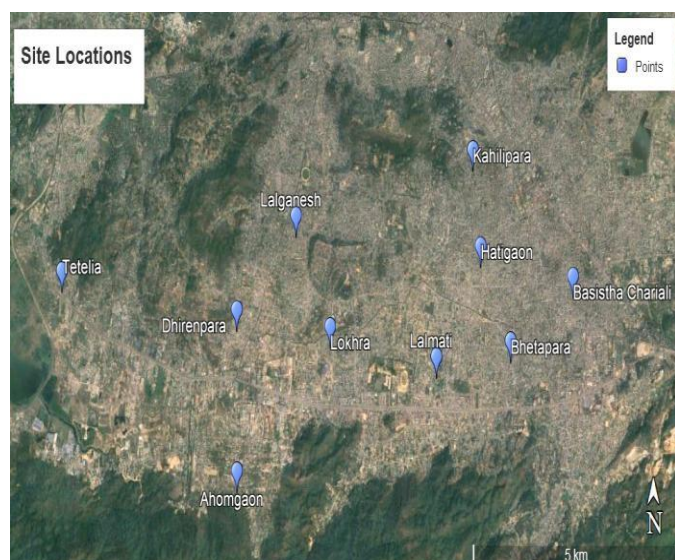 Site Locations
Legend
Points
Kahilipara
Lalganesh
Hatigaon
Tetelia
Basistha Chariali
Dhirenpara
Lokhra
Lalmati
Bhetapara
Ahomgaon
N
5 km